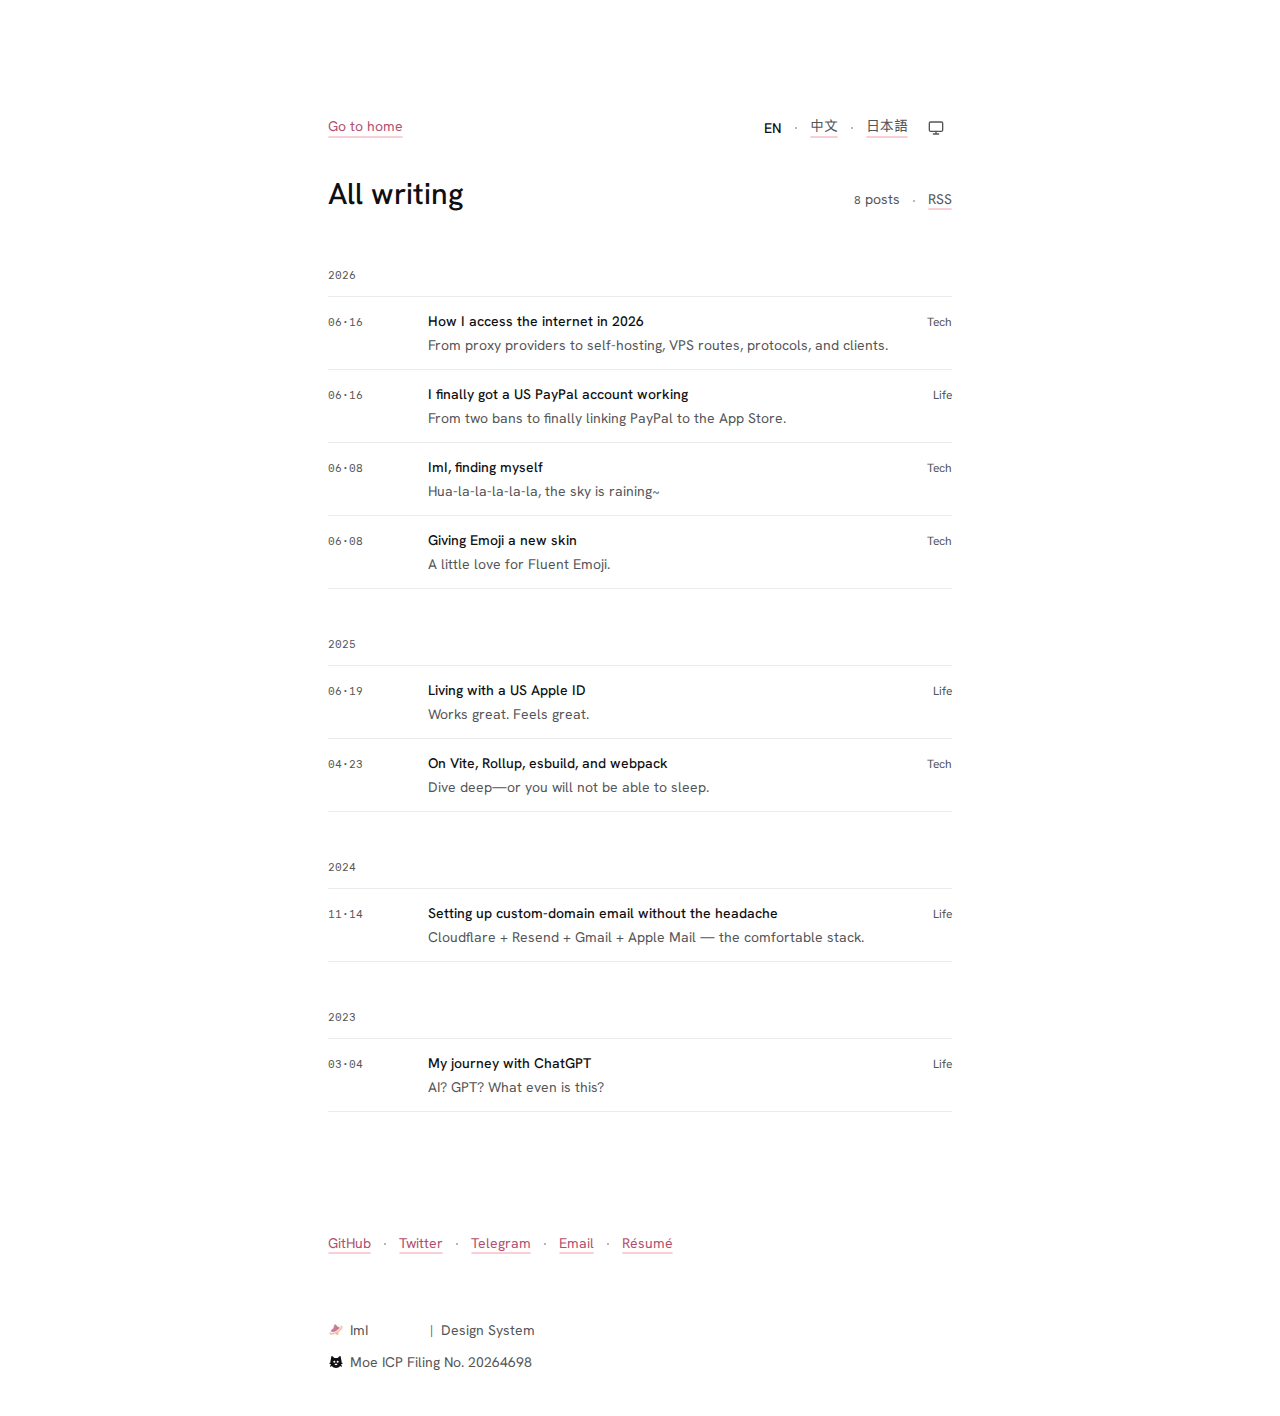 Go to home
EN · 中文 · 日本語
All writing
8 posts · RSS
2026
06·16 How I access the internet in 2026 Tech
From proxy providers to self-hosting, VPS routes, protocols, and clients.
06·16 I finally got a US PayPal account working Life
From two bans to finally linking PayPal to the App Store.
06·08 ImI, finding myself Tech
Hua-la-la-la-la-la, the sky is raining~
06·08 Giving Emoji a new skin Tech
A little love for Fluent Emoji.
2025
06·19 Living with a US Apple ID Life
Works great. Feels great.
04·23 On Vite, Rollup, esbuild, and webpack Tech
Dive deep—or you will not be able to sleep.
2024
11·14 Setting up custom-domain email without the headache Life
Cloudflare + Resend + Gmail + Apple Mail — the comfortable stack.
2023
03·04 My journey with ChatGPT Life
AI? GPT? What even is this?
GitHub · Twitter · Telegram · Email · Résumé
ImI | Design System
Moe ICP Filing No. 20264698